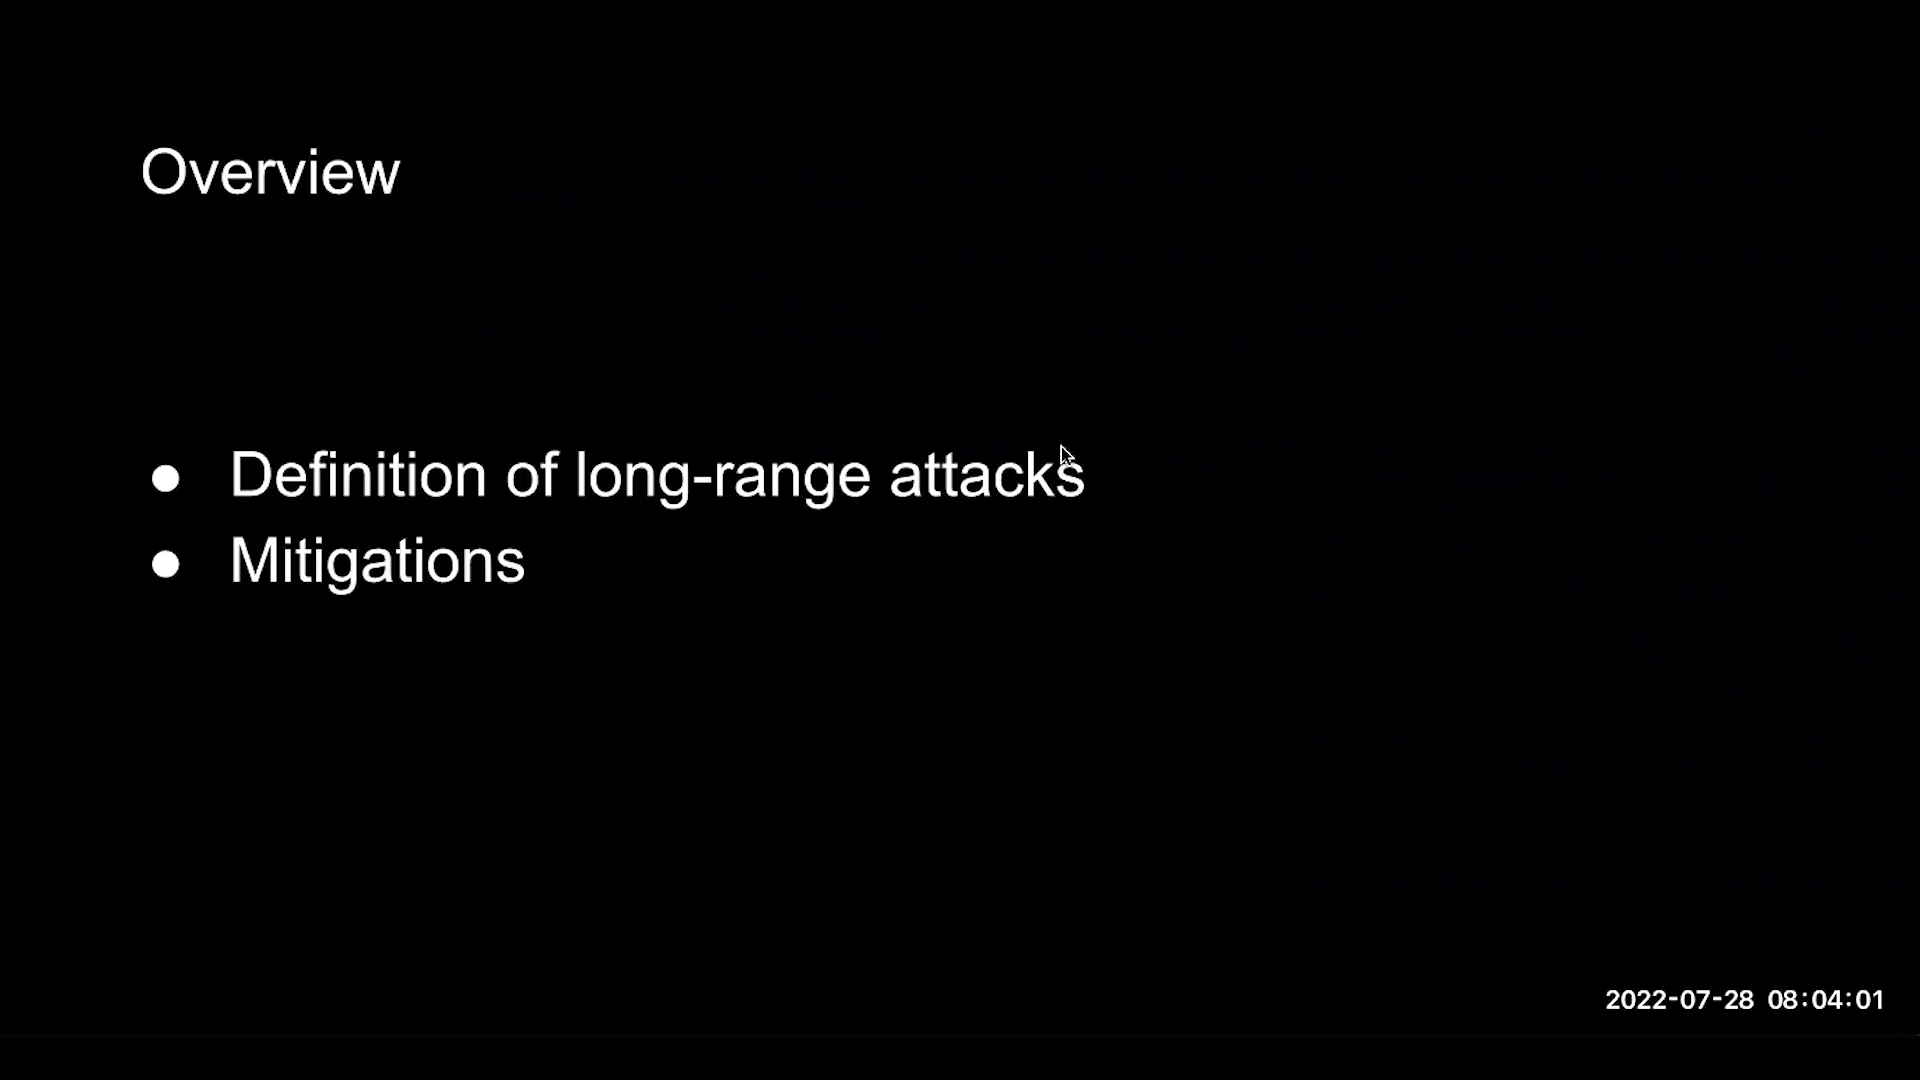 Overview
● Definition of long-range attacks
● Mitigations
2022-07-28 08:04:01